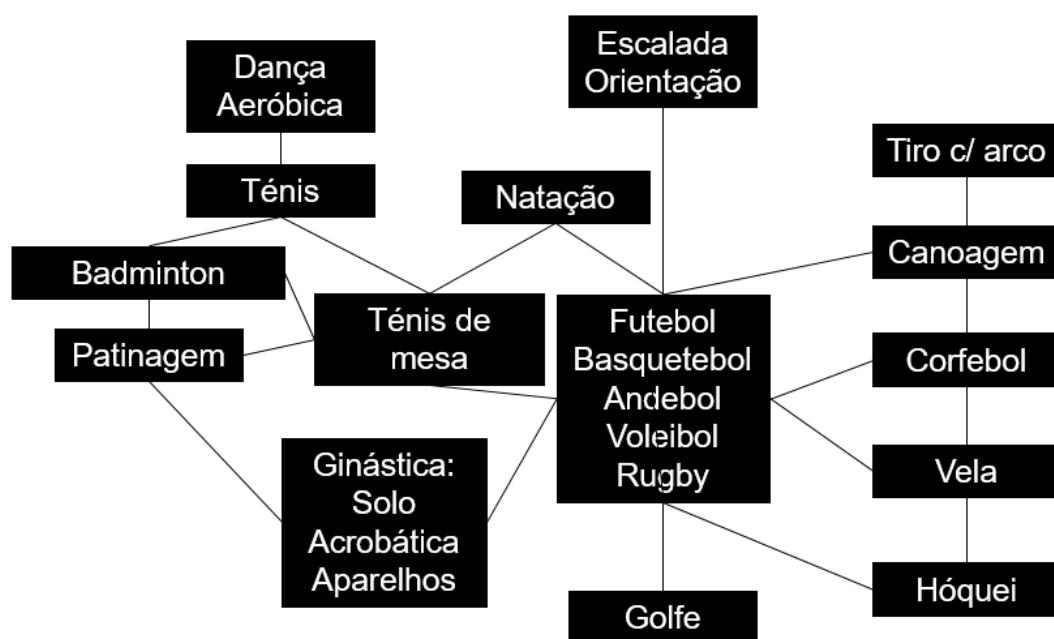 Escalada
Orientação
Dança
Aeróbica
Tiro c/ arco
Ténis
Natação
Canoagem
Badminton
Ténis de
mesa
Futebol
Basquetebol
Andebol
Voleibol
Rugby
Patinagem
Corfebol
Ginástica:
Solo
Acrobática
Aparelhos
Vela
Hóquei
Golfe